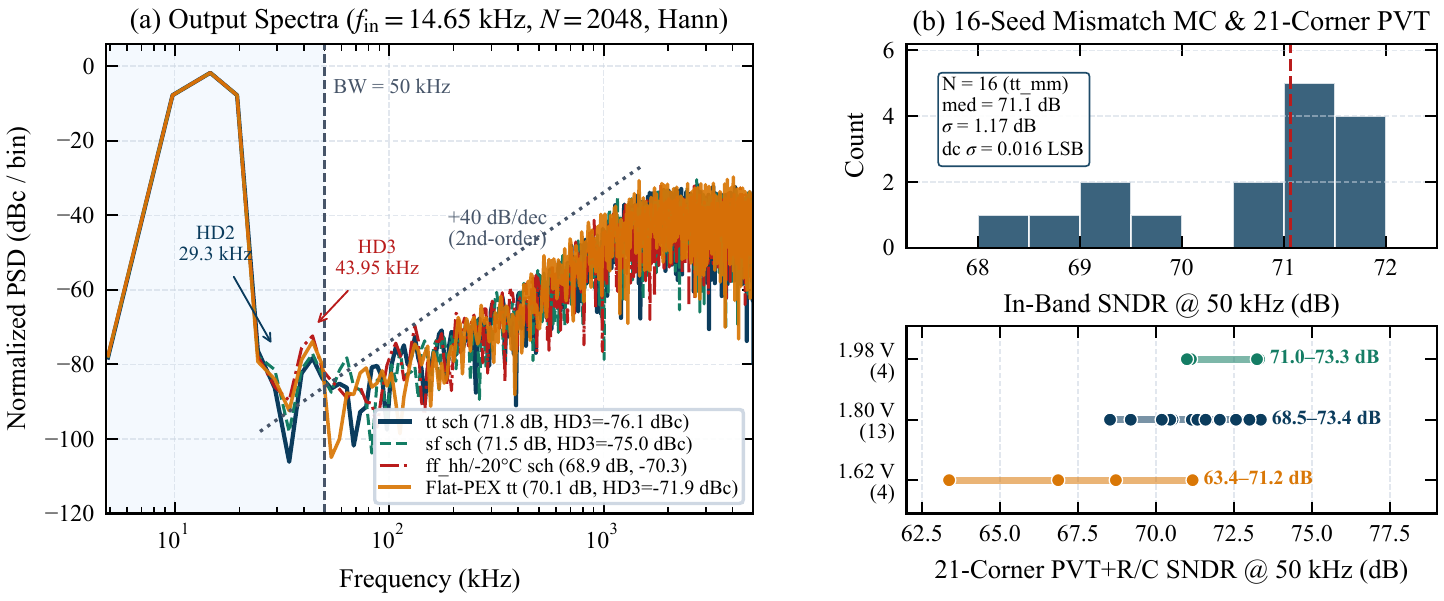 (a) Output Spectra (fin = 14.65 kHz, N = 2048, Hann)
Normalized PSD (dBc / bin)
0
−20
−40
−60
−80
−100
−120
BW = 50 kHz
HD2
29.3 kHz
HD3
43.95 kHz
+40 dB/dec
(2nd-order)
tt sch (71.8 dB, HD3=-76.1 dBc)
sf sch (71.5 dB, HD3=-75.0 dBc)
ff_hh/-20°C sch (68.9 dB, -70.3)
Flat-PEX tt (70.1 dB, HD3=-71.9 dBc)
10¹
10²
10³
Frequency (kHz)
(b) 16-Seed Mismatch MC & 21-Corner PVT
Count
6
4
2
0
N = 16 (tt_mm)
med = 71.1 dB
σ = 1.17 dB
dc σ = 0.016 LSB
68
69
70
71
72
In-Band SNDR @ 50 kHz (dB)
1.98 V
(4)
71.0–73.3 dB
1.80 V
(13)
68.5–73.4 dB
1.62 V
(4)
63.4–71.2 dB
62.5
65.0
67.5
70.0
72.5
75.0
77.5
21-Corner PVT+R/C SNDR @ 50 kHz (dB)